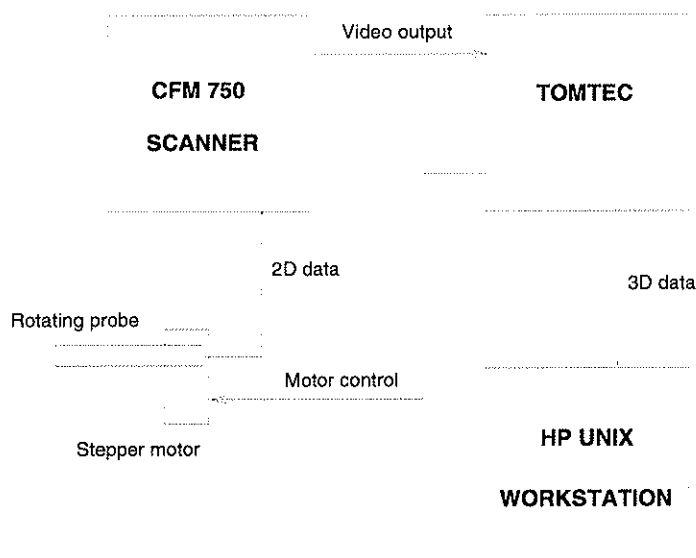 Video output
CFM 750
SCANNER
TOMTEC
2D data
3D data
Rotating probe
Motor control
Stepper motor
HP UNIX
WORKSTATION